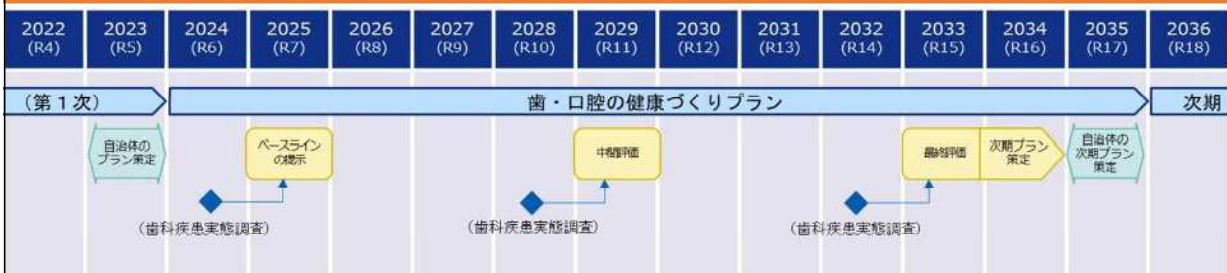 2022 2023 2024 2025 2026 2027 2028 2029 2030 2031 2032 2033 2034 2035 2036
(R4) (R5) (R6) (R7) (R8) (R9) (R10) (R11) (R12) (R13) (R14) (R15) (R16) (R17) (R18)
(第1次) 歯・口腔の健康づくりプラン 次期
自治体の
プラン策定
ベースライン
の提示
中間評価
最終評価
次期プラン
策定
自治体の
次期プラン
策定
(歯科疾患実態調査) (歯科疾患実態調査) (歯科疾患実態調査)